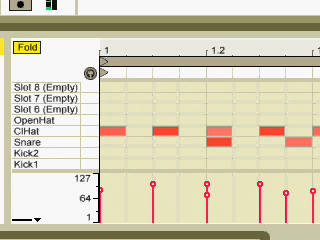 Fold
1
1.2
1
Slot 8 (Empty)
Slot 7 (Empty)
Slot 6 (Empty)
OpenHat
ClHat
Snare
Kick2
Kick1
127
64
1